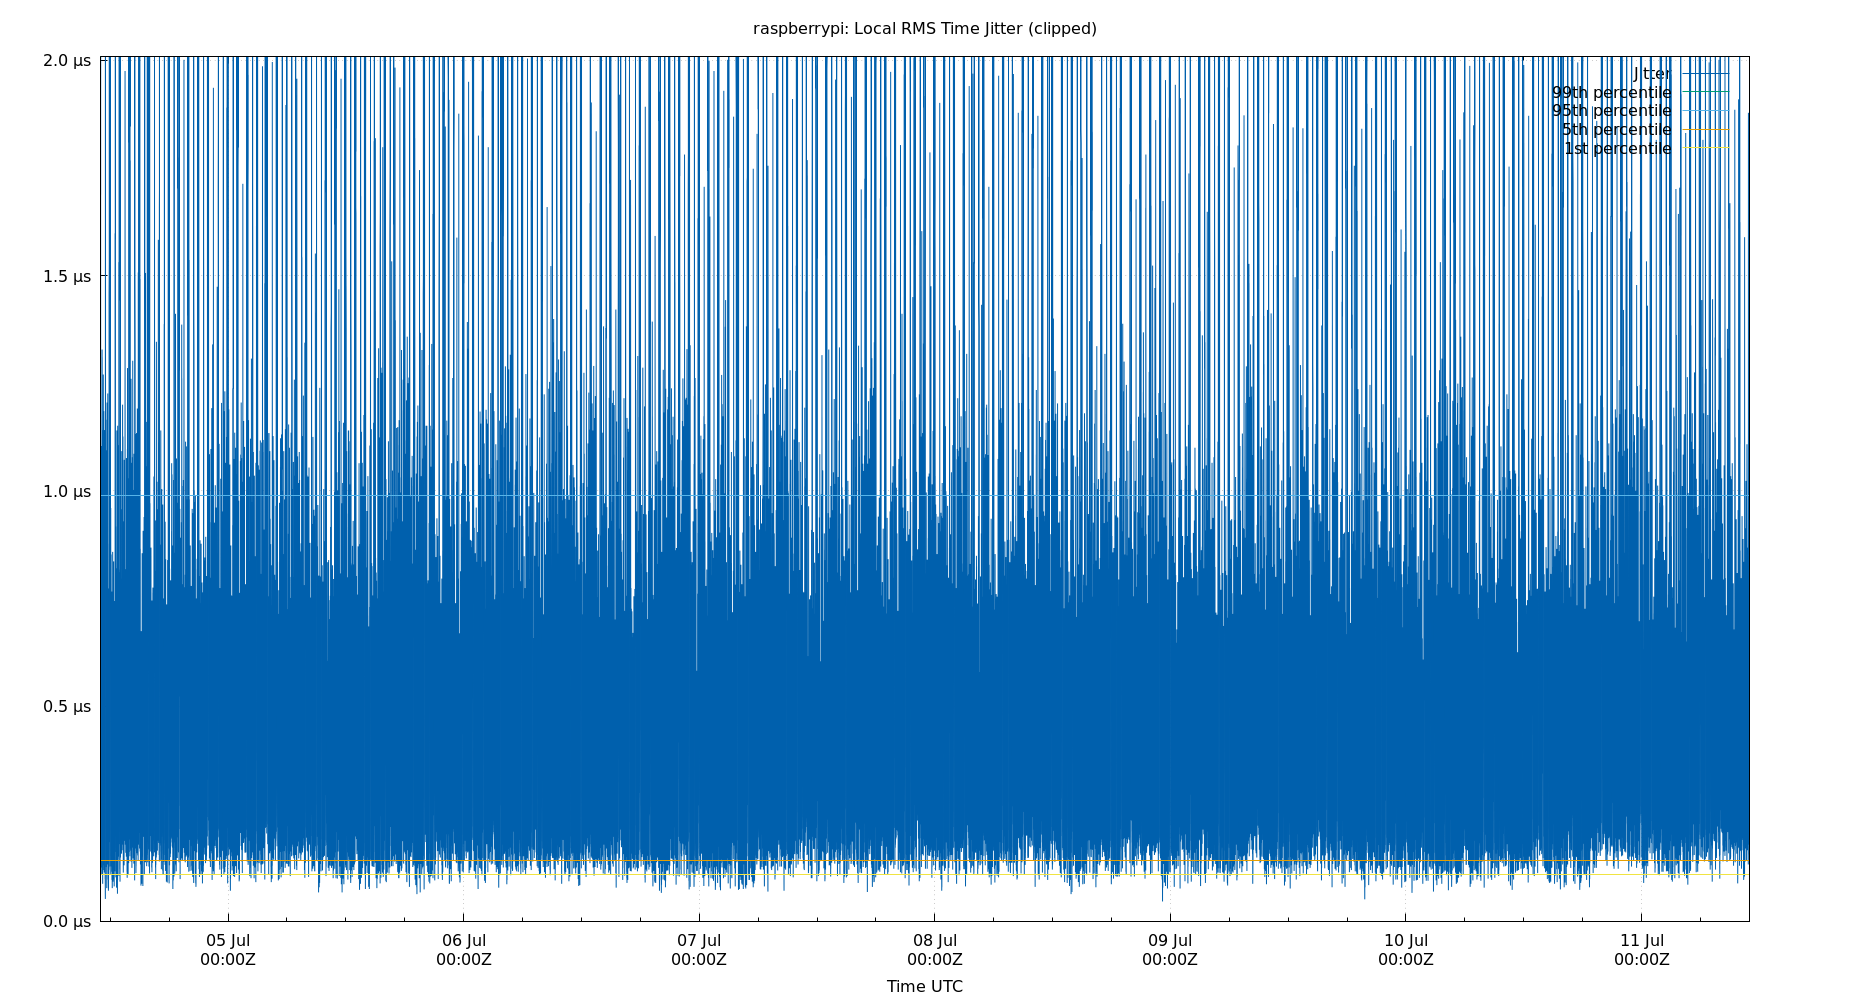 raspberrypi: Local RMS Time Jitter (clipped)
2.0 µs
1.5 µs
1.0 µs
0.5 µs
0.0 µs
Jitter
99th percentile
95th percentile
5th percentile
1st percentile
05 Jul 06 Jul 07 Jul 08 Jul 09 Jul 10 Jul 11 Jul
00:00Z 00:00Z 00:00Z 00:00Z 00:00Z 00:00Z 00:00Z
Time UTC